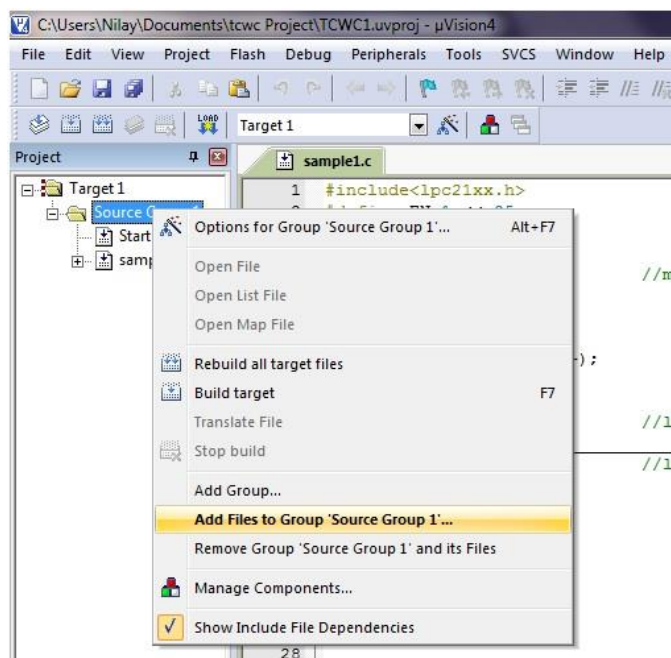 C:\Users\Nilay\Documents\tcwc Project\TCWC1.uvproj - µVision4
File Edit View Project Flash Debug Peripherals Tools SVCS Window Help
LOAD
Target 1
Project
sample1.c
Target 1
Source
Start
1 #include<lpc21xx.h>
Options for Group 'Source Group 1'... Alt+F7
Open File
Open List File
Open Map File
Rebuild all target files
);
Build target F7
Translate File
Stop build
Add Group...
Add Files to Group 'Source Group 1'...
Remove Group 'Source Group 1' and its Files
Manage Components...
Show Include File Dependencies
28